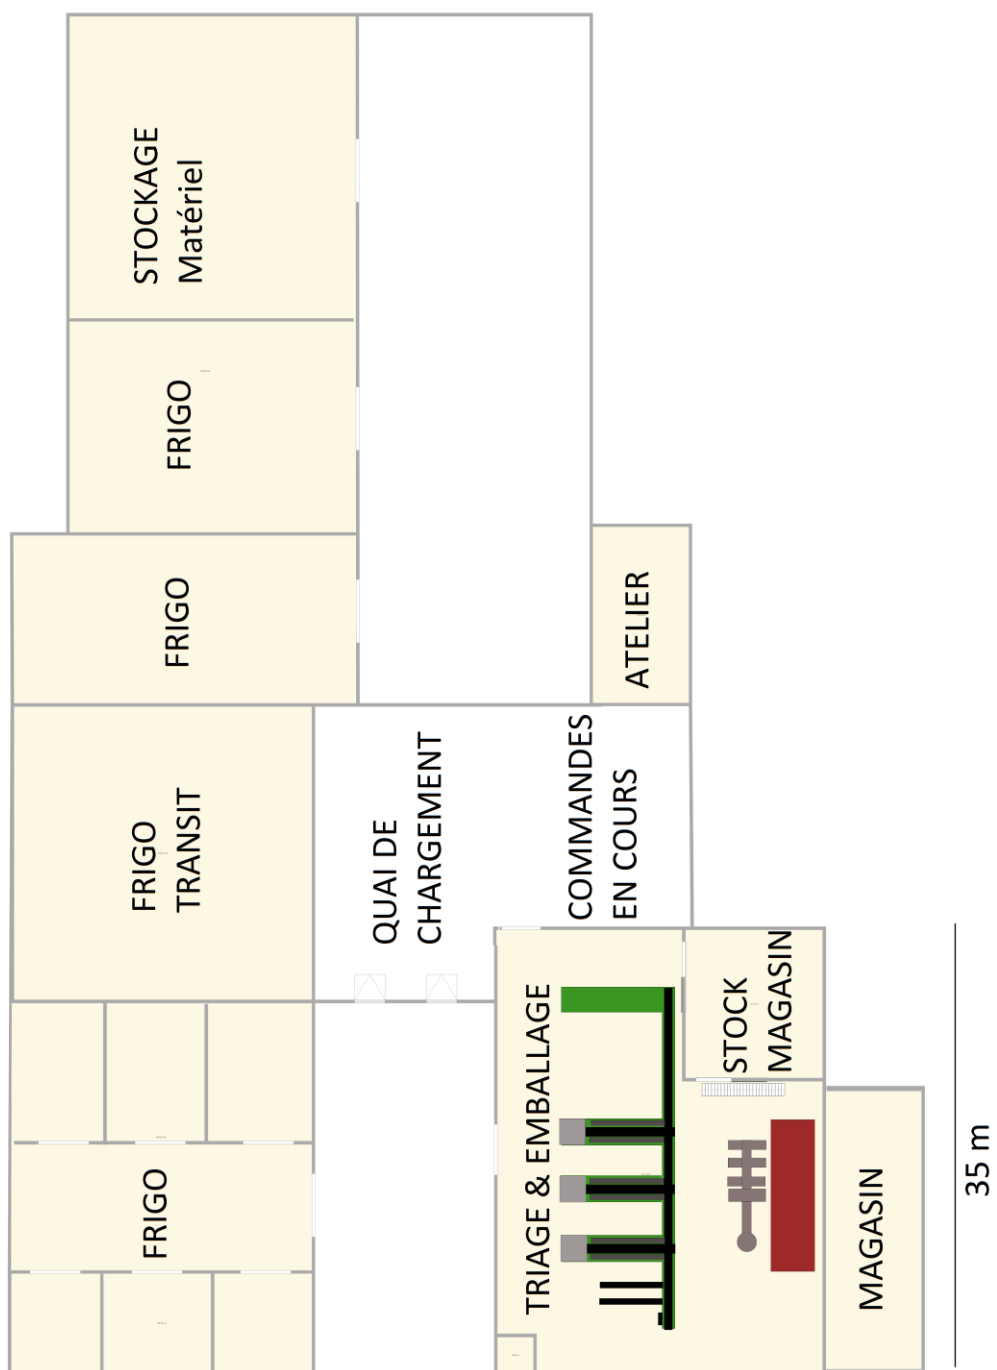 STOCKAGE
Matériel
FRIGO
FRIGO
ATELIER
FRIGO
TRANSIT
QUAI DE
CHARGEMENT
COMMANDES
EN COURS
TRIAGE & EMBALLAGE
STOCK
MAGASIN
FRIGO
MAGASIN
35 m